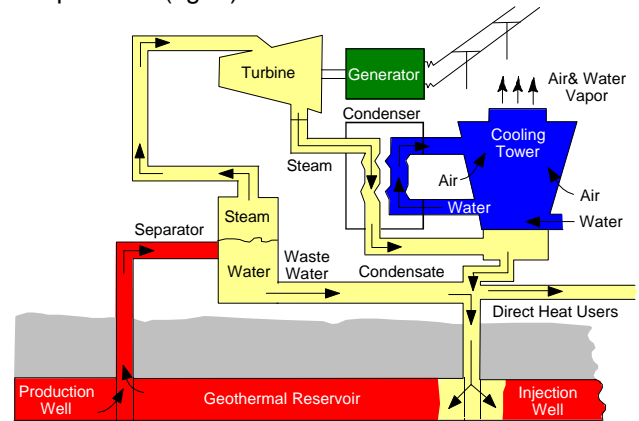 Turbine
Generator
Air& Water
Vapor
Condenser
Cooling
Tower
Steam
Air
Air
Water
Water
Steam
Separator
Water
Waste
Water
Condensate
Direct Heat Users
Production
Well
Geothermal Reservoir
Injection
Well